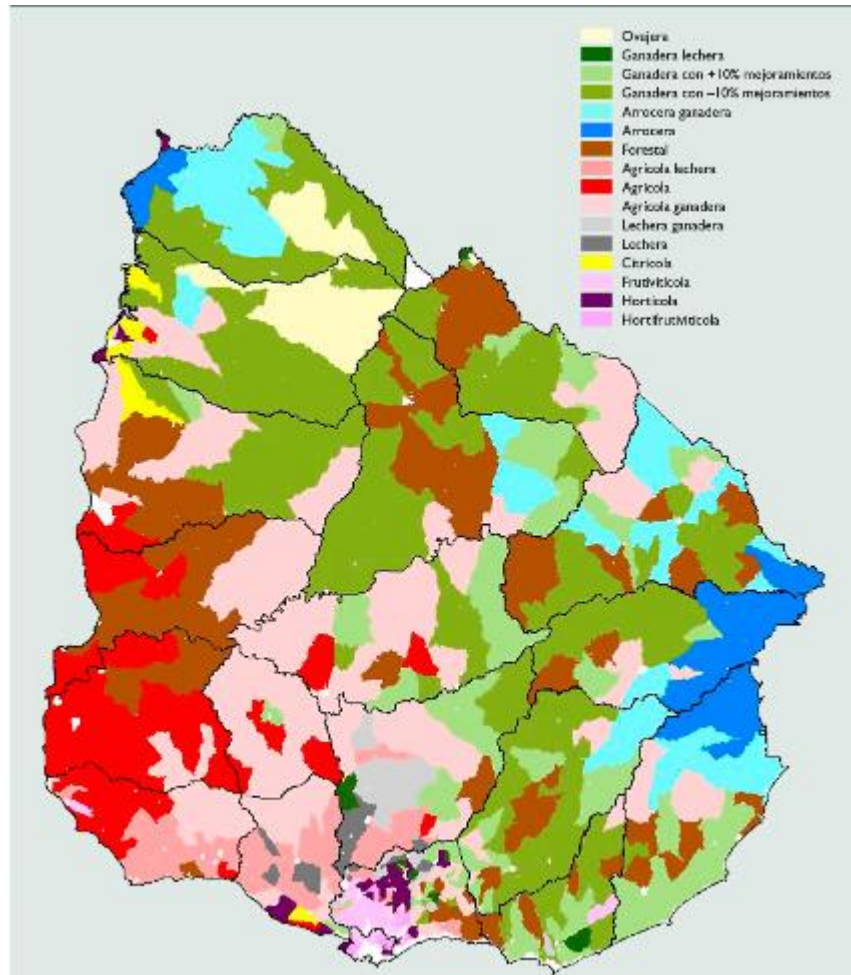 Ovejera
Ganadera lechera
Ganadera con +10% mejoramientos
Ganadera con –10% mejoramientos
Arrocera ganadera
Arrocera
Forestal
Agrícola lechera
Agrícola
Agrícola ganadera
Lechera ganadera
Lechera
Citrícola
Frutivitícola
Hortícola
Hortifrutivitícola